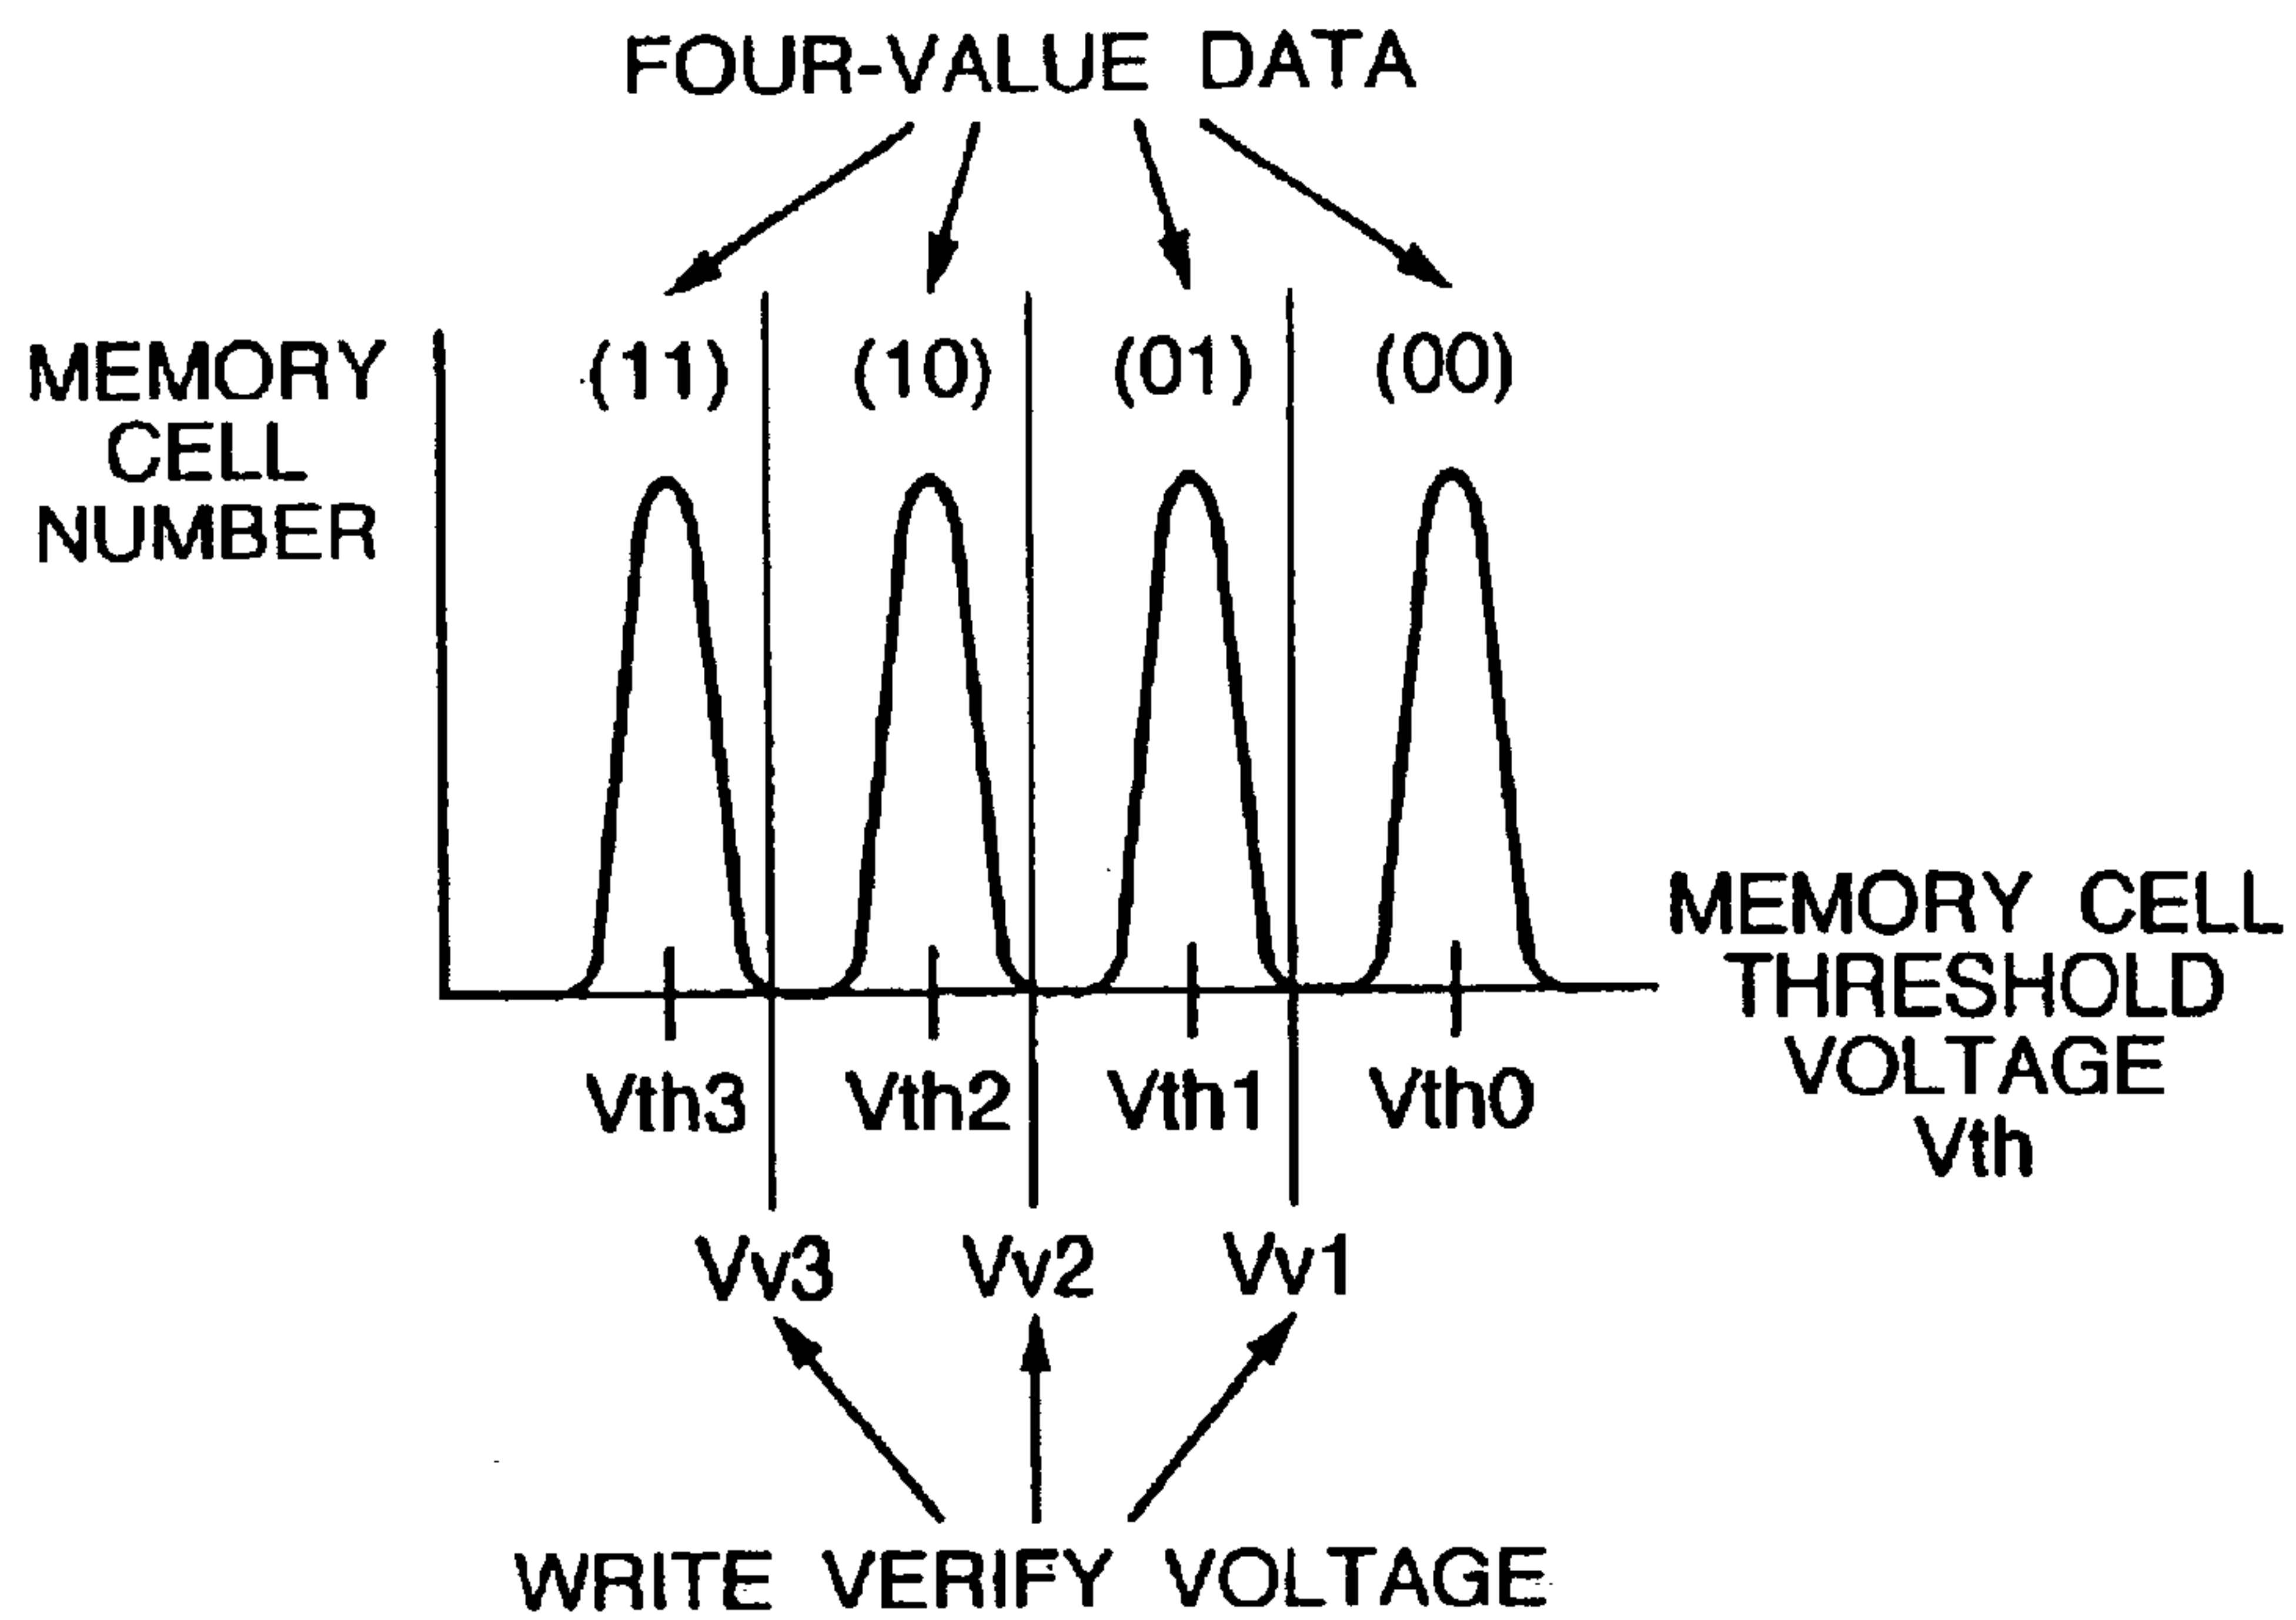 FOUR-VALUE DATA
(11) (10) (01) (00)
MEMORY
CELL
NUMBER
MEMORY CELL
THRESHOLD
VOLTAGE
Vth
Vth3 Vth2 Vth1 Vth0
Vv3 Vv2 Vv1
WRITE VERIFY VOLTAGE